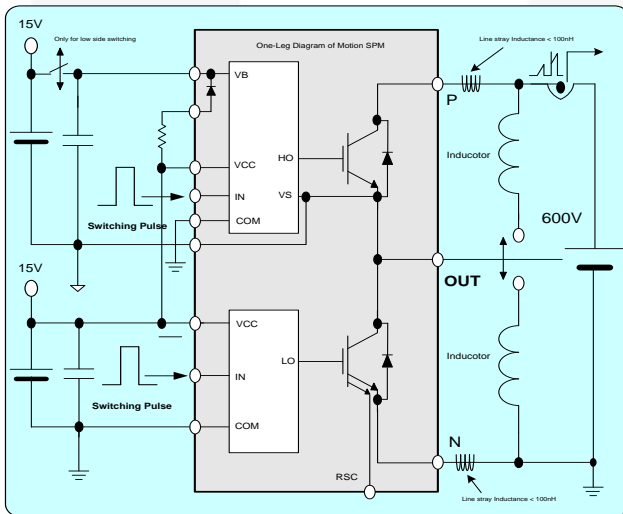 15V
Only for low side switching
One-Leg Diagram of Motion SPM
Line stray Inductance < 100nH
VB
P
VCC
HO
Inducotor
IN
VS
Switching Pulse
COM
600V
15V
OUT
VCC
LO
Inducotor
IN
Switching Pulse
COM
N
RSC
Line stray Inductance < 100nH